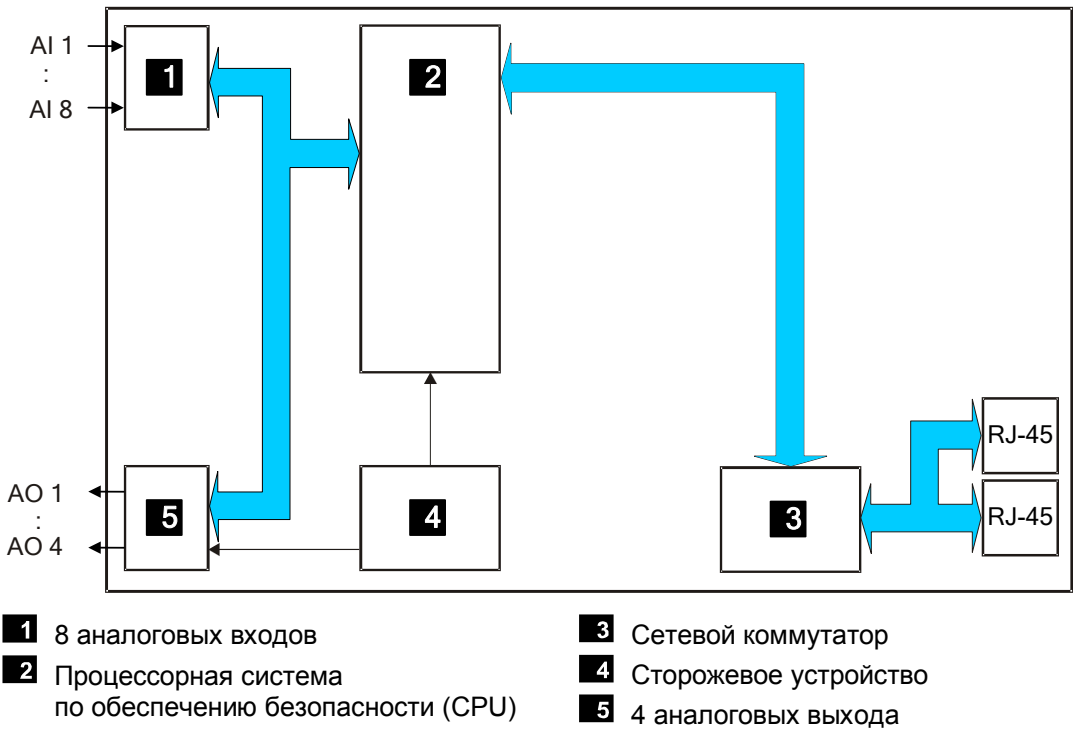 AI 1
:
AI 8
1
2
RJ-45
AO 1
:
AO 4
5
4
3
RJ-45
1 8 аналоговых входов
2 Процессорная система
по обеспечению безопасности (CPU)
3 Сетевой коммутатор
4 Сторожевое устройство
5 4 аналоговых выхода